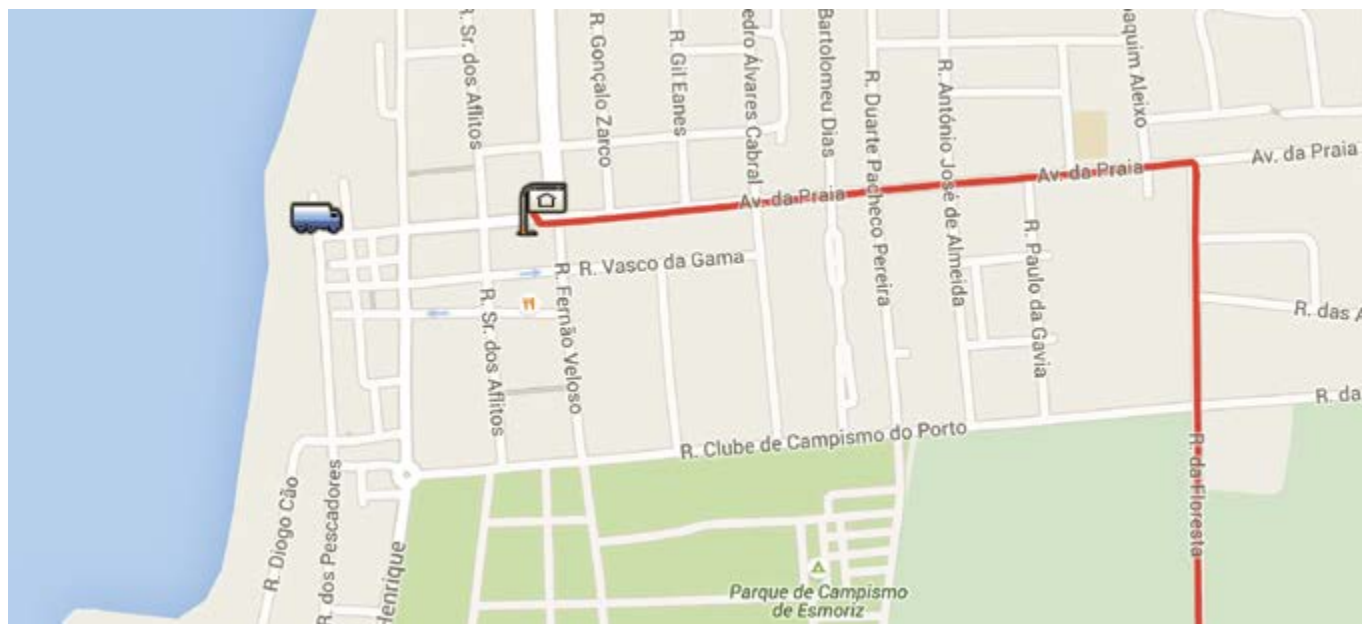 R. Sr. dos Aflitos
R. Gonçalo Zarco
R. Gil Eanes
edro Álvares Cabral
Bartolomeu Dias
R. Duarte Pacheco Pereira
R. António José de Almeida
aquim Aleixo
Av. da Praia
Av. da Praia
Av. da Praia
R. Vasco da Gama
R. Fernão Veloso
R. Sr. dos Aflitos
R. Paulo da Gavia
R. das A
R. da
R. Clube de Campismo do Porto
R. da Floresta
R. Diogo Cão
R. dos Pescadores
Henrique
Parque de Campismo
de Esmoriz